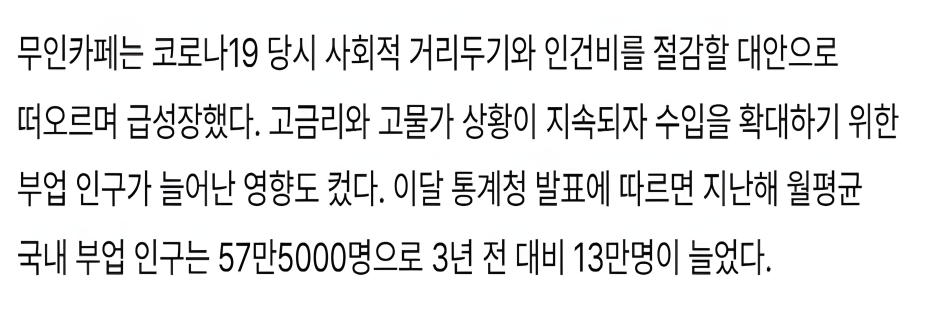 무인카페는 코로나19 당시 사회적 거리두기와 인건비를 절감할 대안으로
떠오르며 급성장했다. 고금리와 고물가 상황이 지속되자 수입을 확대하기 위한
부업 인구가 늘어난 영향도 컸다. 이달 통계청 발표에 따르면 지난해 월평균
국내 부업 인구는 57만5000명으로 3년 전 대비 13만명이 늘었다.